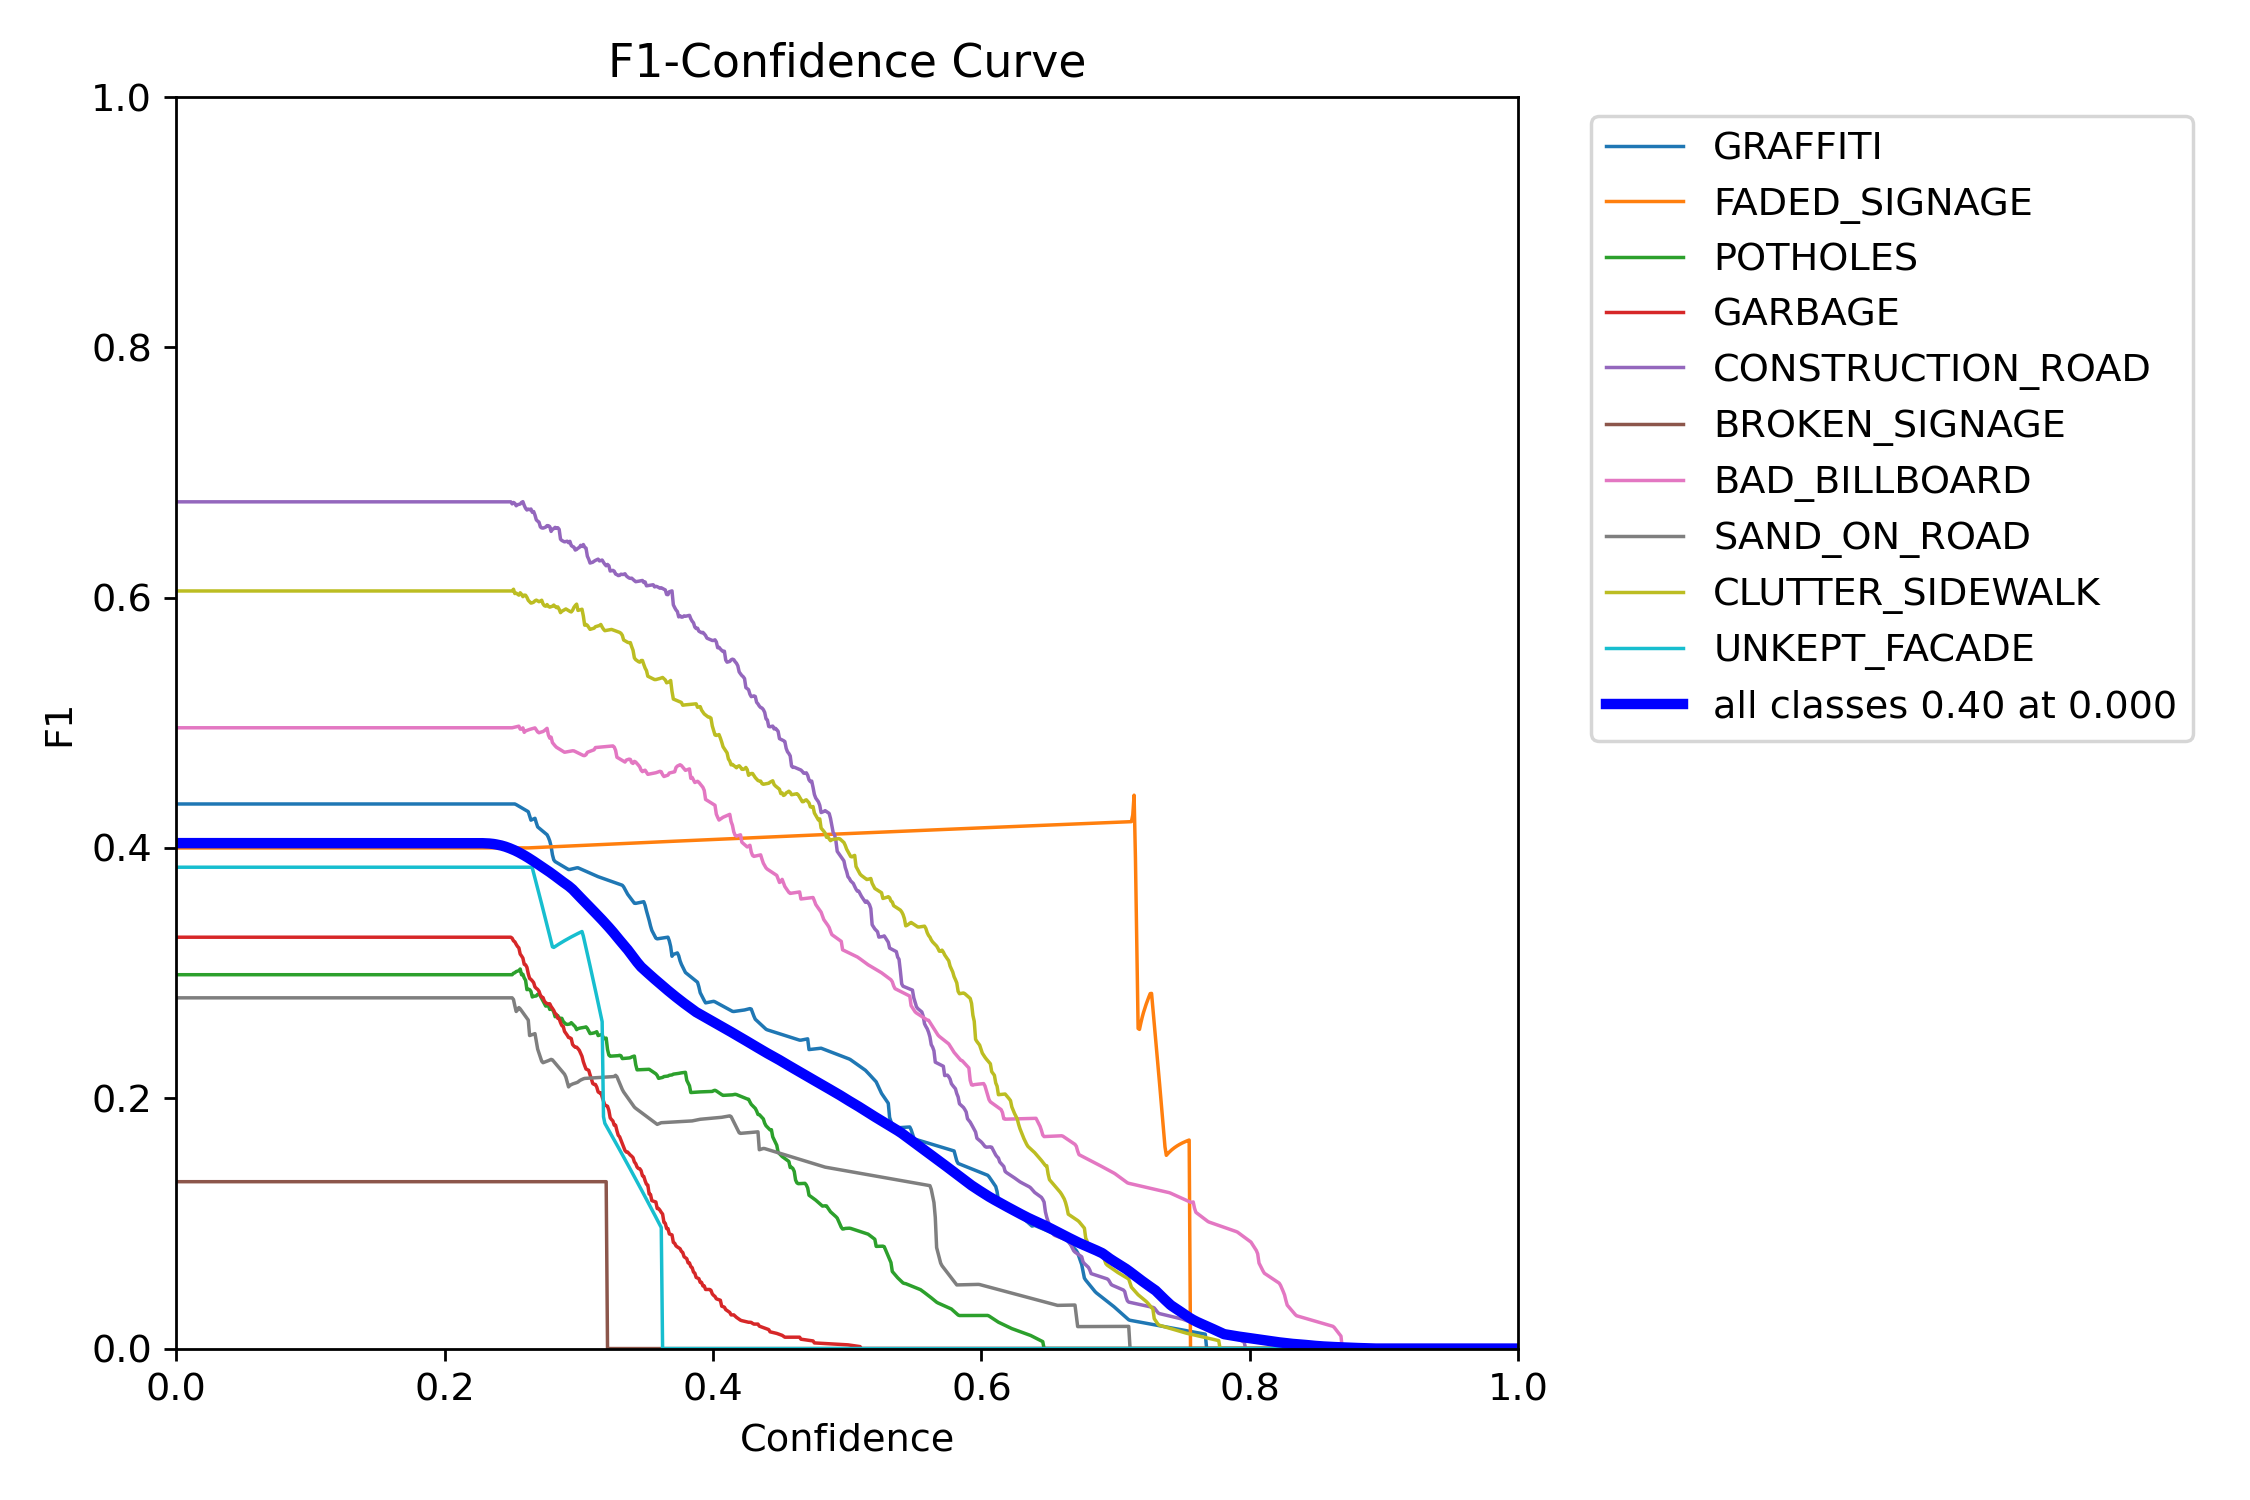 F1-Confidence Curve
1.0
0.8
0.6
0.4
0.2
0.0
F1
0.0 0.2 0.4 0.6 0.8 1.0
Confidence
GRAFFITI
FADED_SIGNAGE
POTHOLES
GARBAGE
CONSTRUCTION_ROAD
BROKEN_SIGNAGE
BAD_BILLBOARD
SAND_ON_ROAD
CLUTTER_SIDEWALK
UNKEPT_FACADE
all classes 0.40 at 0.000